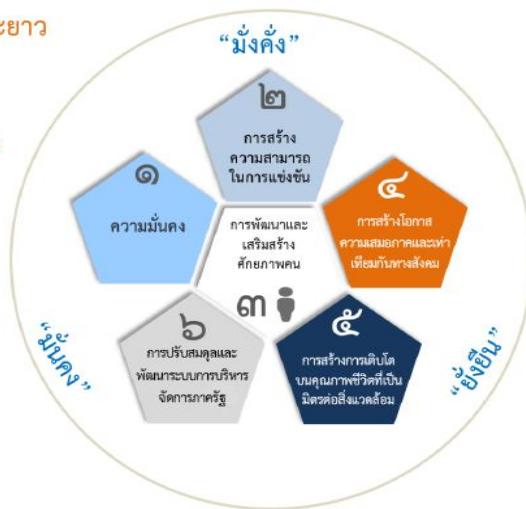 ะยาว
“มั่งคั่ง”
๒
การสร้าง
ความสามารถ
ในการแข่งขัน
๑
ความมั่นคง
การพัฒนาและ
เสริมสร้าง
ศักยภาพคน
๓
๔
การสร้างโอกาส
ความเสมอภาคและเท่า
เทียมกันทางสังคม
๖
การปรับสมดุลและ
พัฒนาระบบการบริหาร
จัดการภาครัฐ
๕
การสร้างการเติบโต
บนคุณภาพชีวิตที่เป็น
มิตรต่อสิ่งแวดล้อม
“มั่นคง”
“ยั่งยืน”